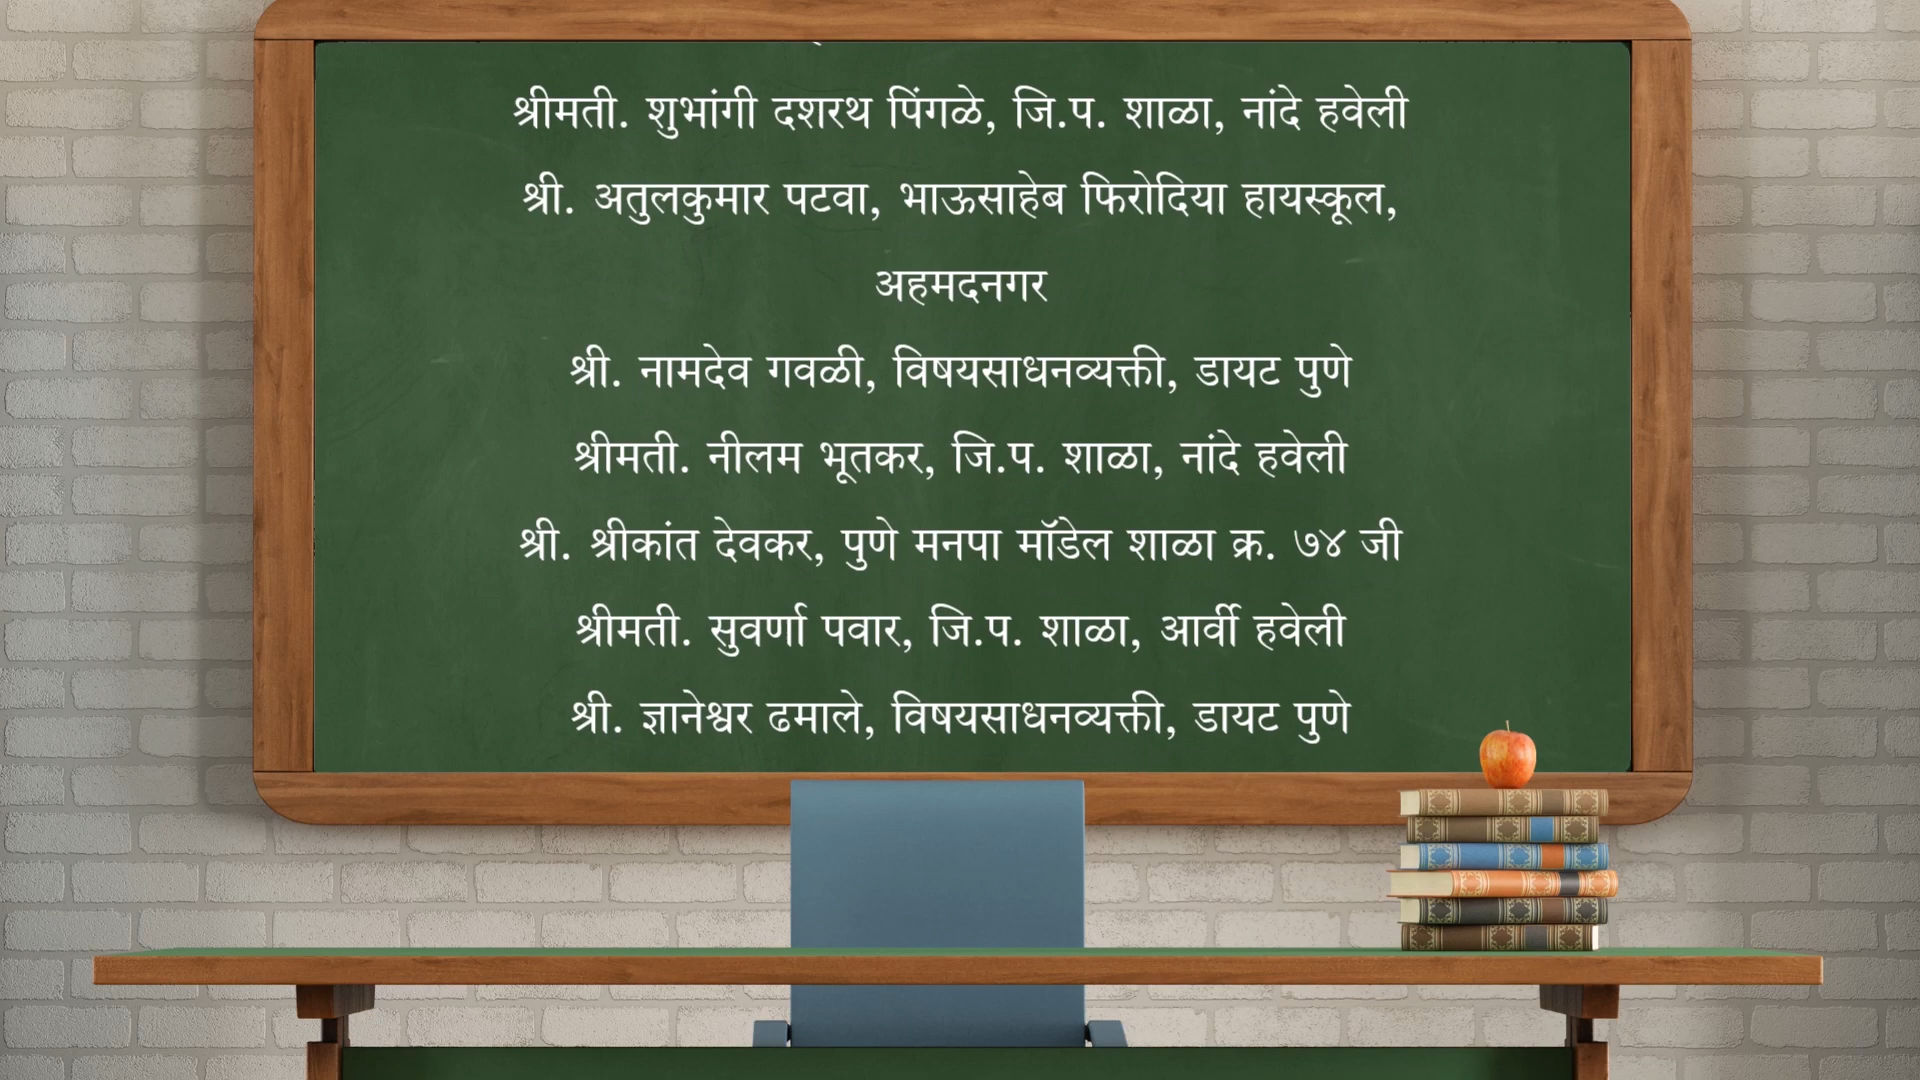 श्रीमती. शुभांगी दशरथ पिंगळे, जि.प. शाळा, नांदे हवेली
श्री. अतुलकुमार पटवा, भाऊसाहेब फिरोदिया हायस्कूल,
अहमदनगर
श्री. नामदेव गवळी, विषयसाधनव्यक्ती, डायट पुणे
श्रीमती. नीलम भूतकर, जि.प. शाळा, नांदे हवेली
श्री. श्रीकांत देवकर, पुणे मनपा मॉडेल शाळा क्र. ७४ जी
श्रीमती. सुवर्णा पवार, जि.प. शाळा, आर्वी हवेली
श्री. ज्ञानेश्वर ढमाले, विषयसाधनव्यक्ती, डायट पुणे